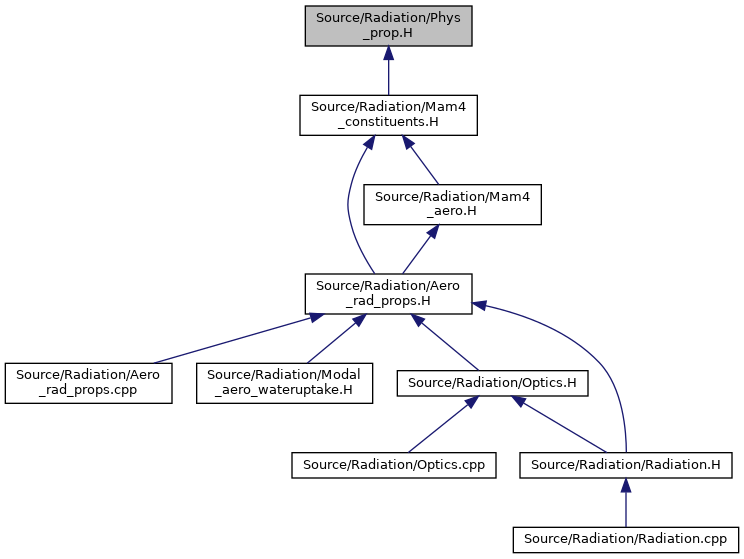 Source/Radiation/Phys
_prop.H
Source/Radiation/Mam4
_constituents.H
Source/Radiation/Mam4
_aero.H
Source/Radiation/Aero
_rad_props.H
Source/Radiation/Aero
_rad_props.cpp
Source/Radiation/Modal
_aero_wateruptake.H
Source/Radiation/Optics.H
Source/Radiation/Optics.cpp
Source/Radiation/Radiation.H
Source/Radiation/Radiation.cpp